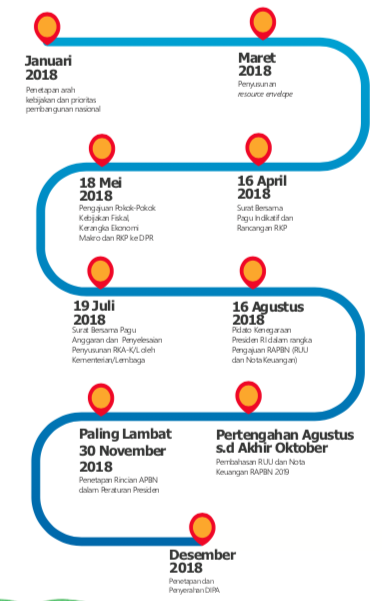 Januari
2018
Penetapan arah
kebijakan dan prioritas
pembangunan nasional
Maret
2018
Penyusunan
resource envelope
16 April
2018
Surat Bersama
Pagu Indikatif dan
Rancangan RKP
18 Mei
2018
Pengajuan Pokok-Pokok
Kebijakan Fiskal,
Kerangka Ekonomi
Makro dan RKP ke DPR
19 Juli
2018
Surat Bersama Pagu
Anggaran dan Penyelesaian
Penyusunan RKA-K/L oleh
Kementerian/Lembaga
16 Agustus
2018
Pidato Kenegaraan
Presiden RI dalam rangka
Pengajuan RAPBN (RUU
dan Nota Keuangan)
Pertengahan Agustus
s.d Akhir Oktober
Pembahasan RUU dan Nota
Keuangan RAPBN 2019
Paling Lambat
30 November
2018
Penetapan Rincian APBN
dalam Peraturan Presiden
Desember
2018
Penetapan dan
Penyerahan DIPA